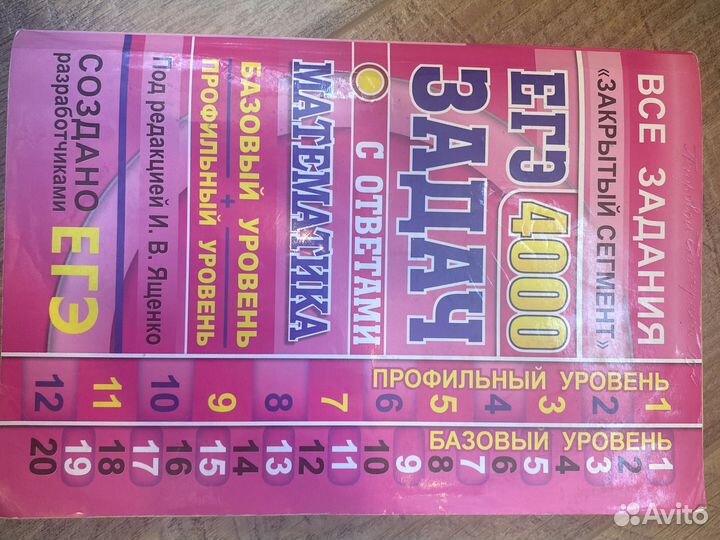 ВСЕ ЗАДАНИЯ
«ЗАКРЫТЫЙ СЕГМЕНТ»
ЕГЭ 4000
ЗАДАЧ
С ОТВЕТАМИ
МАТЕМАТИКА
БАЗОВЫЙ УРОВЕНЬ
+
ПРОФИЛЬНЫЙ УРОВЕНЬ
Под редакцией И. В. Ященко
СОЗДАНО
разработчиками
ЕГЭ
ПРОФИЛЬНЫЙ УРОВЕНЬ
1
2
3
4
5
6
7
8
9
10
11
12
БАЗОВЫЙ УРОВЕНЬ
1
2
3
4
5
6
7
8
9
10
11
12
13
14
15
16
17
18
19
20
Avito